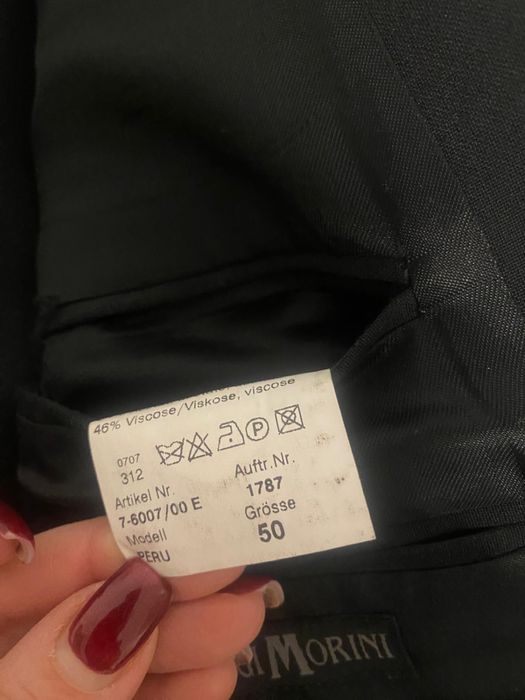 46% Viscose/Viskose, viscose
0707
312
P
Artikel Nr.
7-6007/00 E
Modell
PERU
Auftr.Nr.
1787
Grösse
50
MORINI